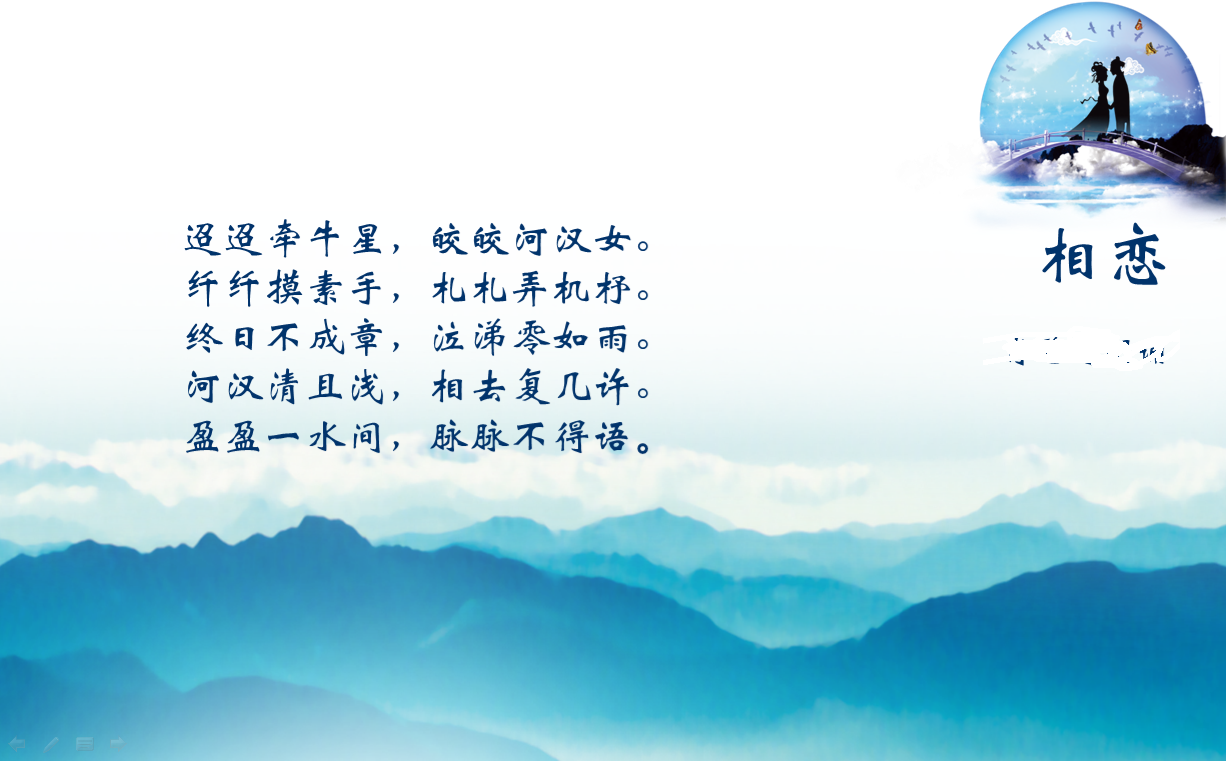 迢迢牵牛星，皎皎河汉女。
纤纤摸素手，札札弄机杼。
终日不成章，泣涕零如雨。
河汉清且浅，相去复几许。
盈盈一水间，脉脉不得语。
相恋